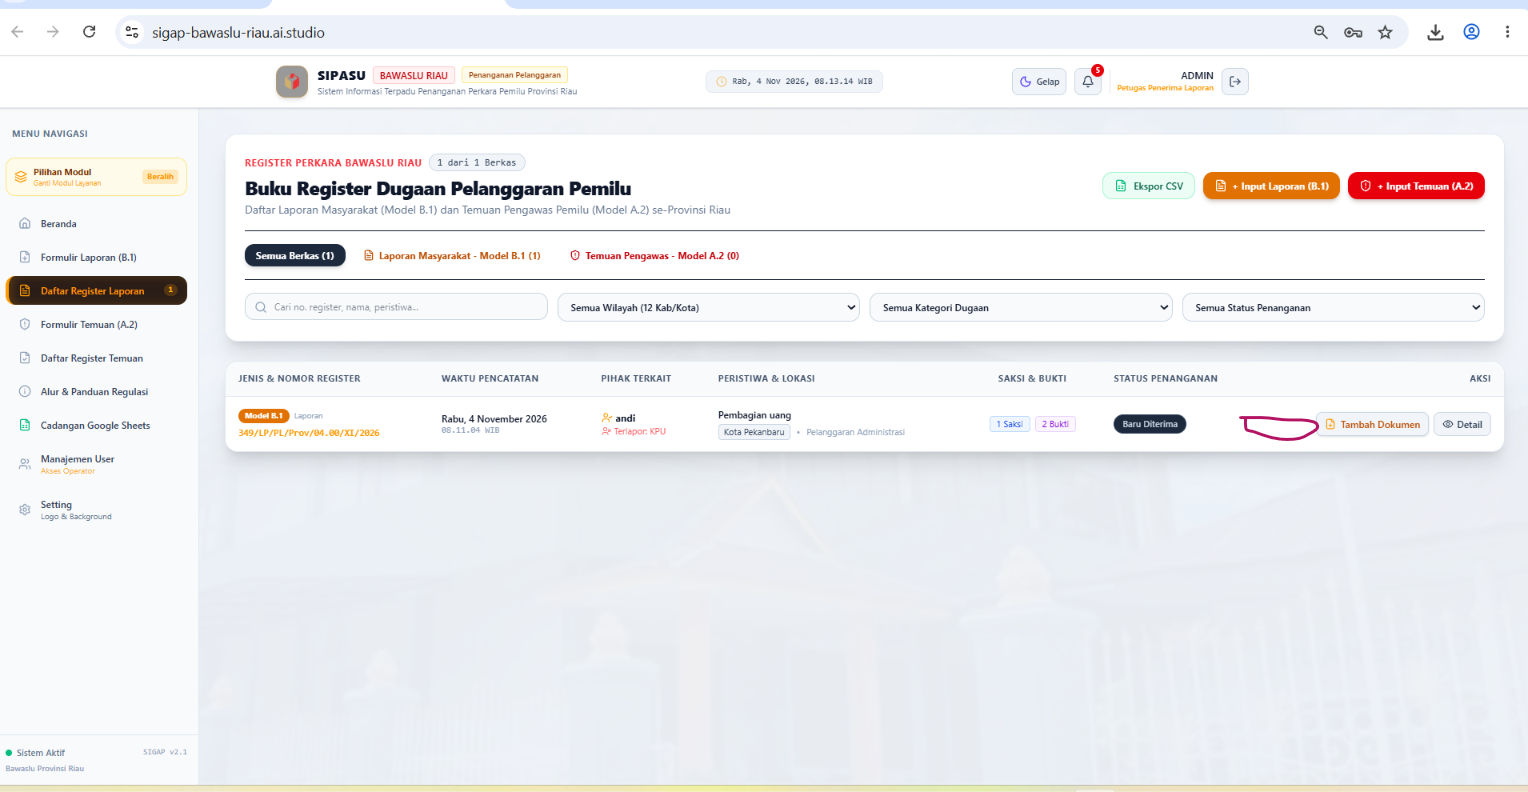 sigap-bawaslu-riau.ai.studio
SIPASU BAWASLU RIAU Penanganan Pelanggaran
Sistem Informasi Terpadu Penanganan Perkara Pemilu Provinsi Riau
Rab, 4 Nov 2026, 08.13.14 WIB
Gelap
5
ADMIN
Petugas Penerima Laporan
MENU NAVIGASI
Pilihan Modul
Ganti Modul Layanan
Beralih
Beranda
Formulir Laporan (B.1)
Daftar Register Laporan 1
Formulir Temuan (A.2)
Daftar Register Temuan
Alur & Panduan Regulasi
Cadangan Google Sheets
Manajemen User
Akses Operator
Setting
Logo & Background
Sistem Aktif SIGAP v2.1
Bawaslu Provinsi Riau
REGISTER PERKARA BAWASLU RIAU 1 dari 1 Berkas
Buku Register Dugaan Pelanggaran Pemilu
Daftar Laporan Masyarakat (Model B.1) dan Temuan Pengawas Pemilu (Model A.2) se-Provinsi Riau
Ekspor CSV + Input Laporan (B.1) + Input Temuan (A.2)
Semua Berkas (1) Laporan Masyarakat - Model B.1 (1) Temuan Pengawas - Model A.2 (0)
Cari no. register, nama, peristiwa... Semua Wilayah (12 Kab/Kota) Semua Kategori Dugaan Semua Status Penanganan
JENIS & NOMOR REGISTER WAKTU PENCATATAN PIHAK TERKAIT PERISTIWA & LOKASI SAKSI & BUKTI STATUS PENANGANAN AKSI
Model B.1 Laporan
349/LP/PL/Prov/04.00/XI/2026
Rabu, 4 November 2026
08.11.04 WIB
andi
Terlapor: KPU
Pembagian uang
Kota Pekanbaru • Pelanggaran Administrasi
1 Saksi 2 Bukti
Baru Diterima
Tambah Dokumen Detail